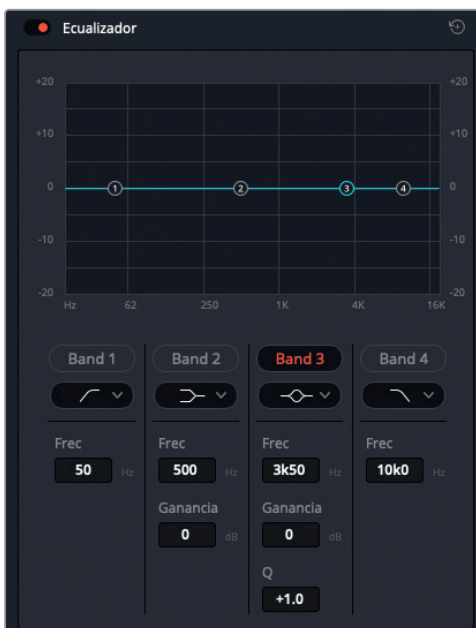 Ecualizador
+20 +20
+10 +10
0 1 2 3 4 0
-10 -10
-20 -20
Hz 62 250 1K 4K 16K
Band 1 Band 2 Band 3 Band 4
Frec Frec Frec Frec
50 Hz 500 Hz 3k50 Hz 10k0 Hz
Ganancia Ganancia
0 dB 0 dB
Q
+1.0